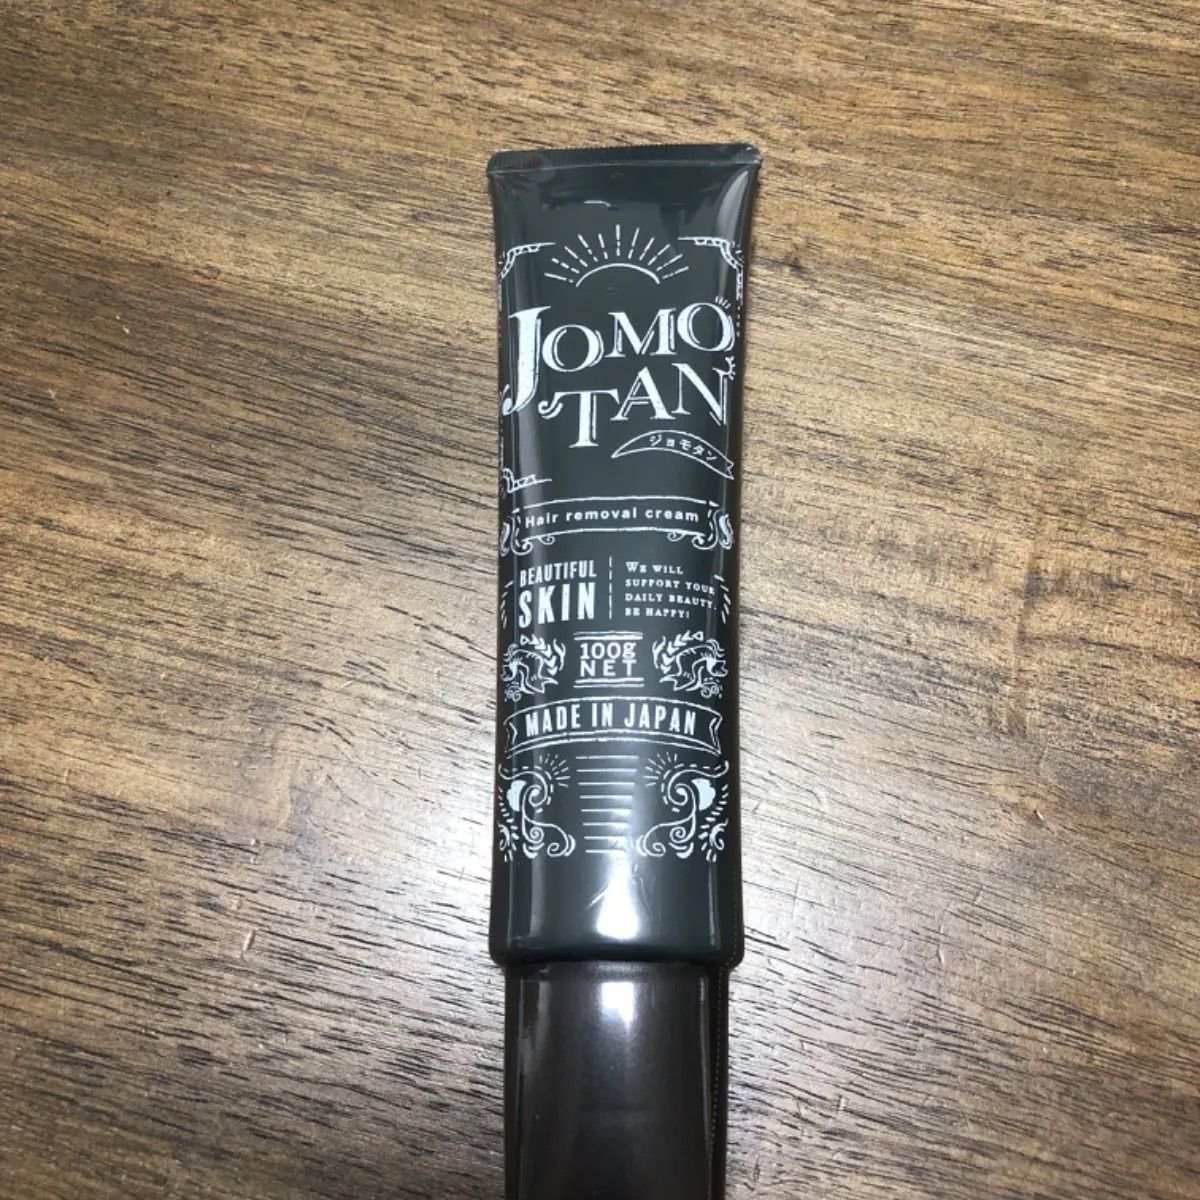 JOMO
TAN
ジョモタン
Hair removal cream
BEAUTIFUL
SKIN
WE WILL
SUPPORT YOUR
DAILY BEAUTY.
BE HAPPY!
100g
NET
MADE IN JAPAN